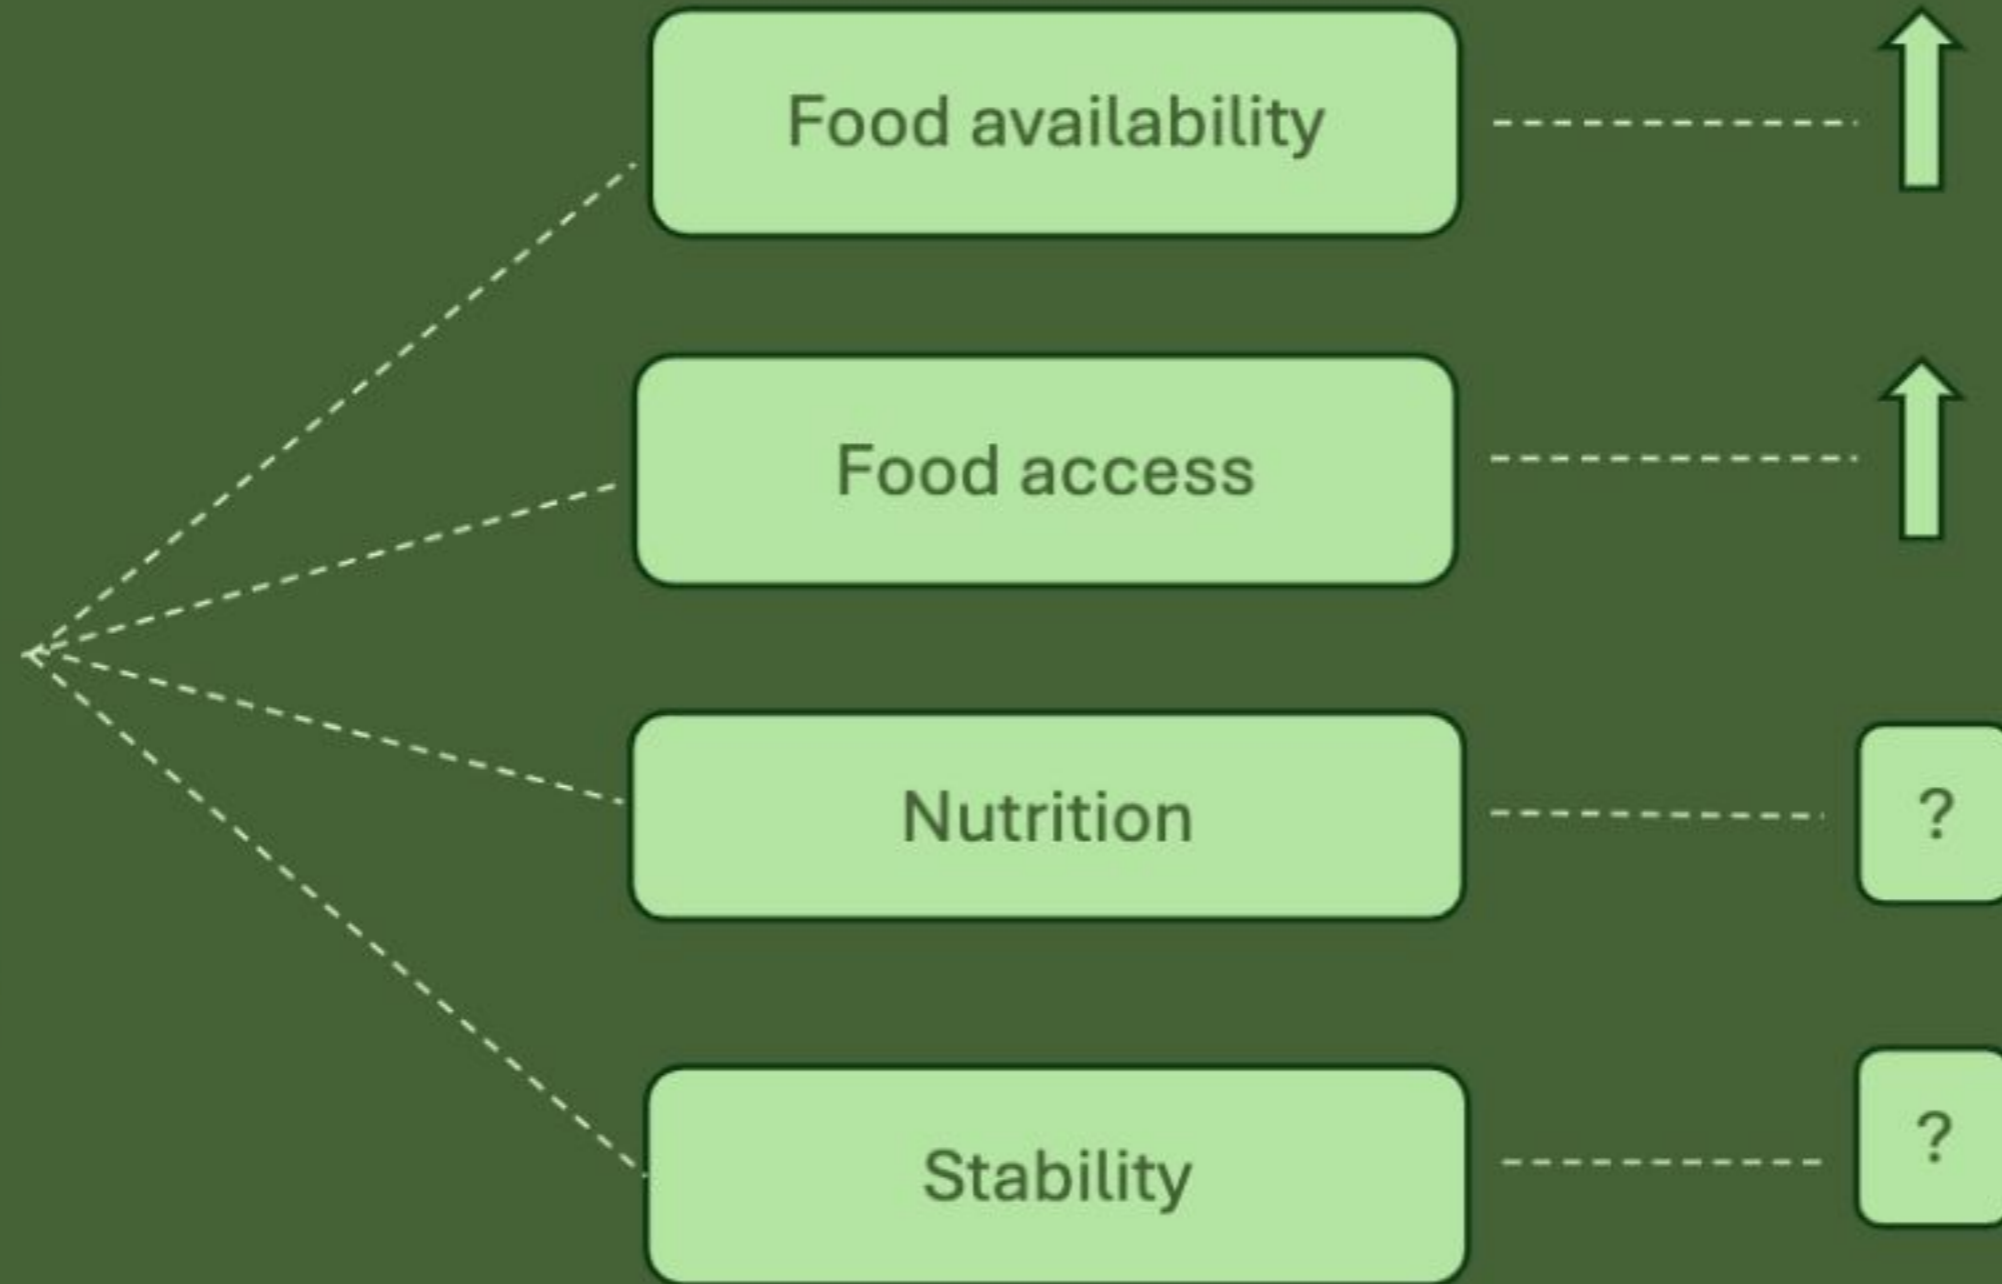 Food availability
Food access
Nutrition
?
Stability
?